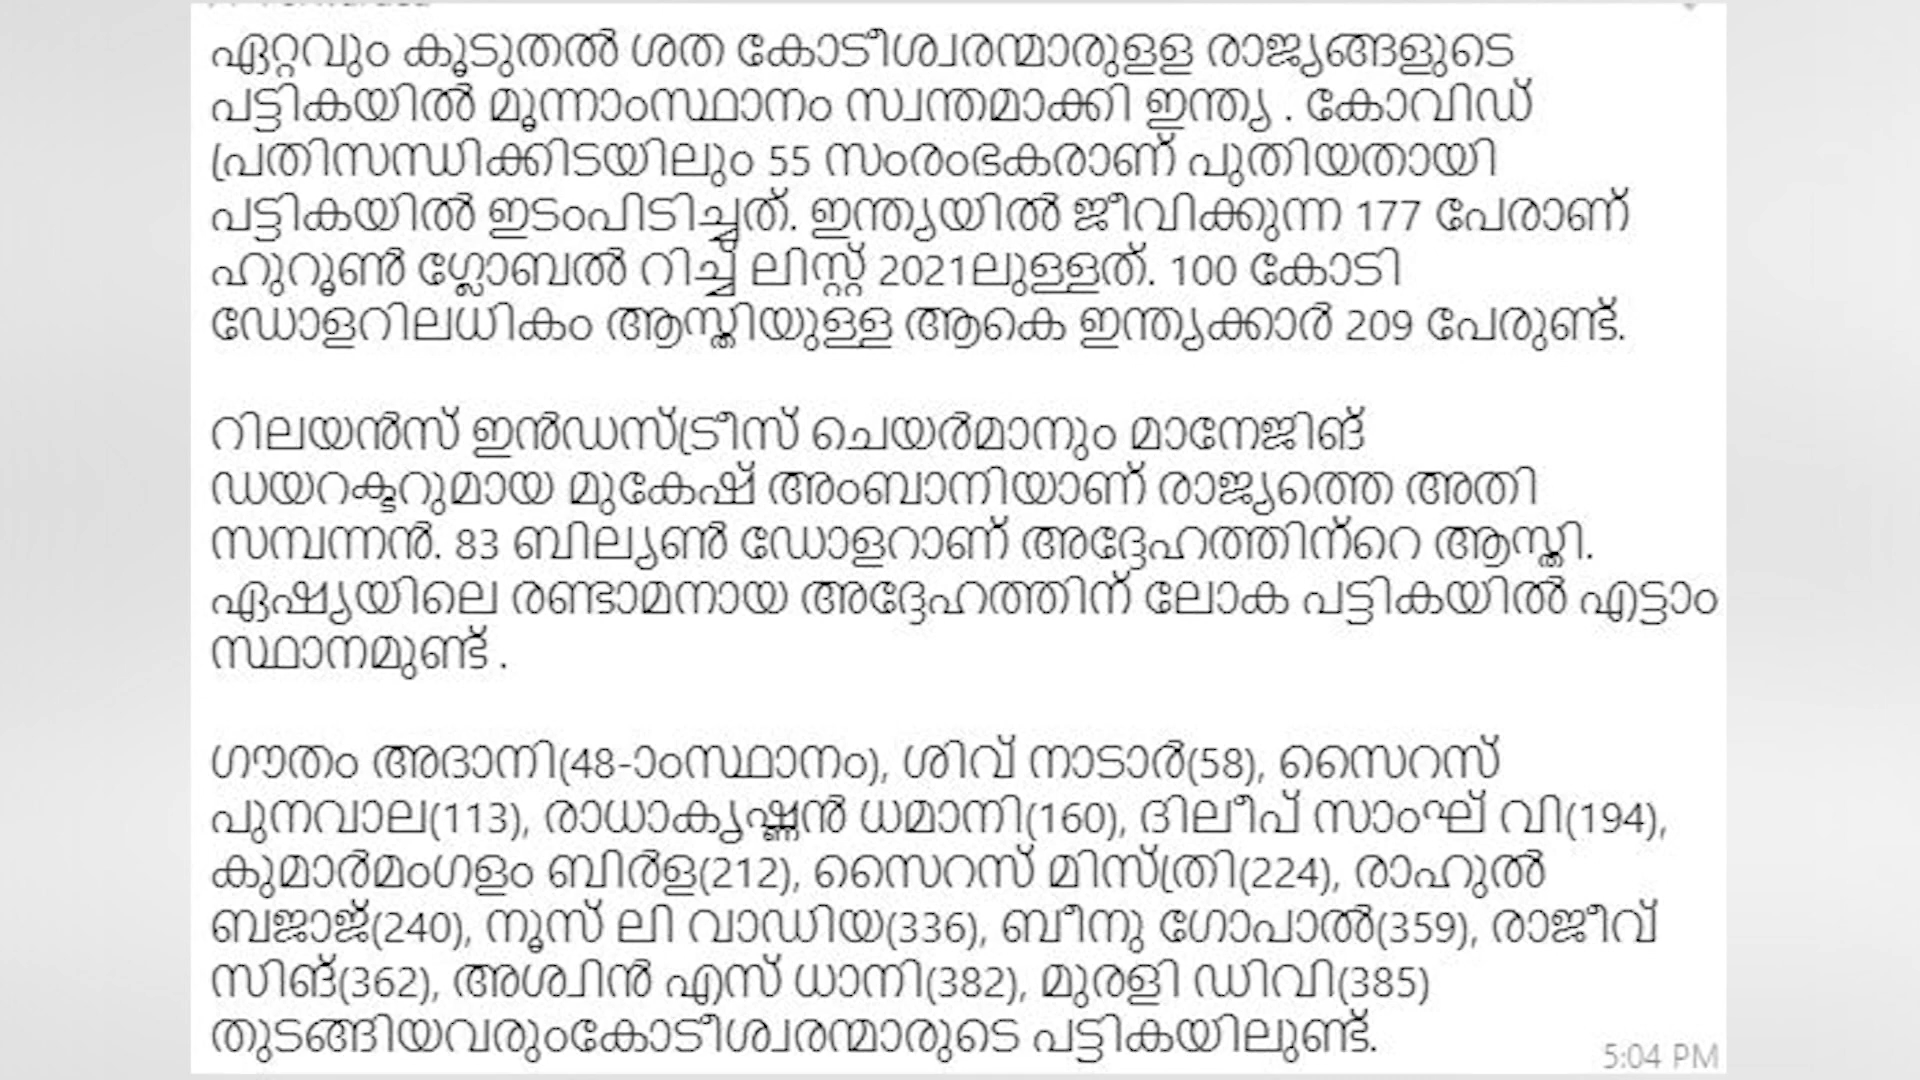 ഏറ്റവും കൂടുതൽ ശത കോടീശ്വരന്മാരുളള രാജ്യങ്ങളുടെ
പട്ടികയിൽ മൂന്നാംസ്ഥാനം സ്വന്തമാക്കി ഇന്ത്യ . കോവിഡ്
പ്രതിസന്ധിക്കിടയിലും 55 സംരംഭകരാണ് പുതിയതായി
പട്ടികയിൽ ഇടംപിടിച്ചത്. ഇന്ത്യയിൽ ജീവിക്കുന്ന 177 പേരാണ്
ഹുറൂൺ ഗ്ലോബൽ റിച്ച് ലിസ്റ്റ് 2021ലുള്ളത്. 100 കോടി
ഡോളറിലധികം ആസ്തിയുള്ള ആകെ ഇന്ത്യക്കാർ 209 പേരുണ്ട്.
റിലയൻസ് ഇൻഡസ്ട്രീസ് ചെയർമാനും മാനേജിങ്
ഡയറക്ടറുമായ മുകേഷ് അംബാനിയാണ് രാജ്യത്തെ അതി
സമ്പന്നൻ. 83 ബില്യൺ ഡോളറാണ് അദ്ദേഹത്തിന്റെ ആസ്തി.
ഏഷ്യയിലെ രണ്ടാമനായ അദ്ദേഹത്തിന് ലോക പട്ടികയിൽ എട്ടാം
സ്ഥാനമുണ്ട് .
ഗൗതം അദാനി(48-ാംസ്ഥാനം), ശിവ് നാടാർ(58), സൈറസ്
പുനവാല(113), രാധാകൃഷ്ണൻ ധമാനി(160), ദിലീപ് സാംഘ് വി(194),
കുമാർമംഗളം ബിർള(212), സൈറസ് മിസ്ത്രി(224), രാഹുൽ
ബജാജ്(240), നൂസ് ലി വാഡിയ(336), ബീനു ഗോപാൽ(359), രാജീവ്
സിങ്(362), അശ്വിൻ എസ് ധാനി(382), മുരളി ഡിവി(385)
തുടങ്ങിയവരുംകോടീശ്വരന്മാരുടെ പട്ടികയിലുണ്ട്.
5:04 PM